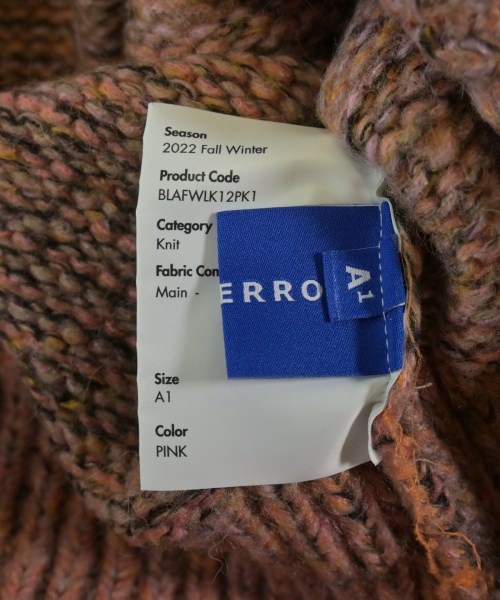 Season
2022 Fall Winter
Product Code
BLAFWLK12PK1
Category
Knit
Fabric Con
Main -
ERRO
A1
Size
A1
Color
PINK